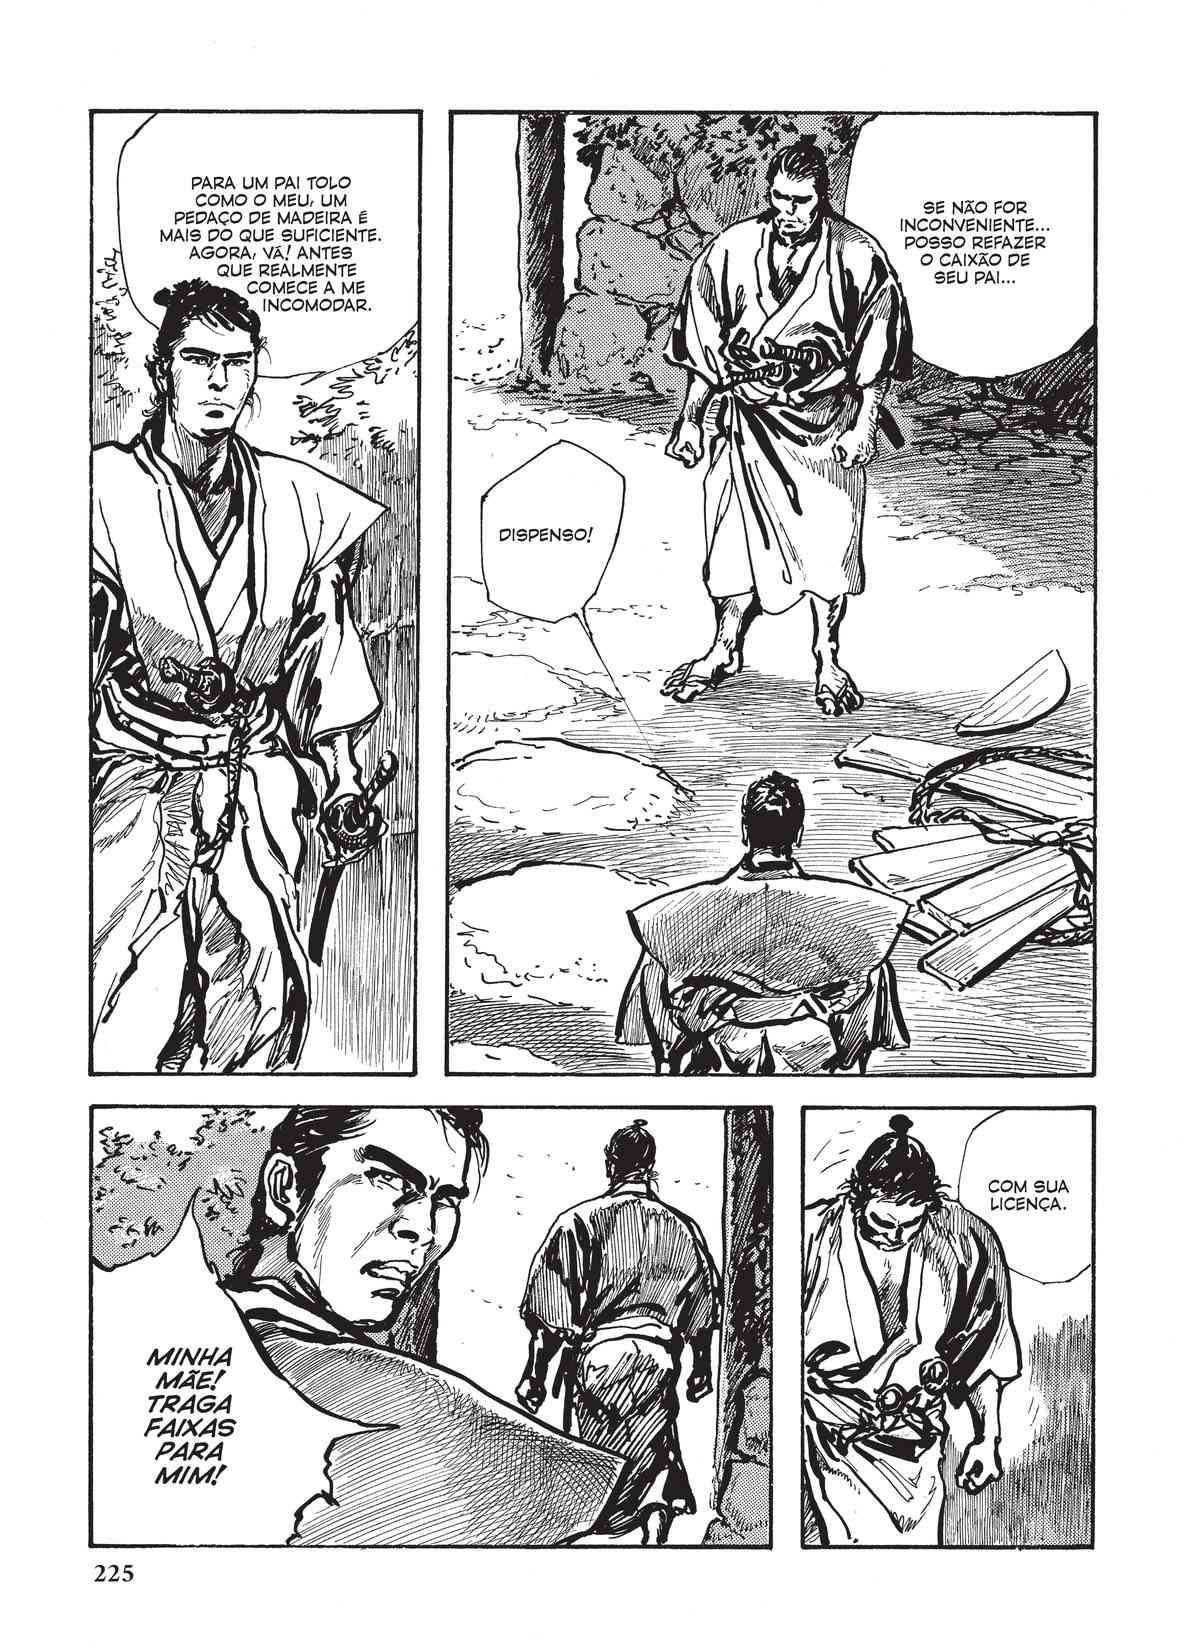 SE NÃO FOR
INCONVENIENTE...
POSSO REFAZER
O CAIXÃO DE
SEU PAI...
DISPENSO!
PARA UM PAI TOLO
COMO O MEU, UM
PEDAÇO DE MADEIRA É
MAIS DO QUE SUFICIENTE.
AGORA, VÁ! ANTES
QUE REALMENTE
COMECE A ME
INCOMODAR.
COM SUA
LICENÇA.
MINHA
MÃE!
TRAGA
FAIXAS
PARA
MIM!
225